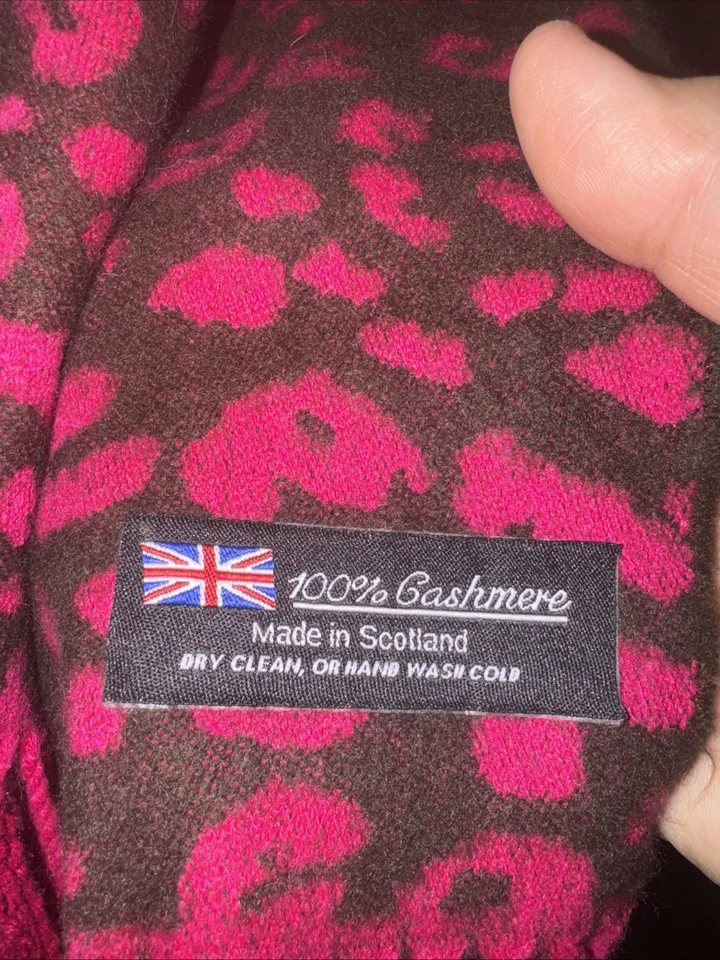 100% Cashmere
Made in Scotland
DRY CLEAN, OR HAND WASH COLD